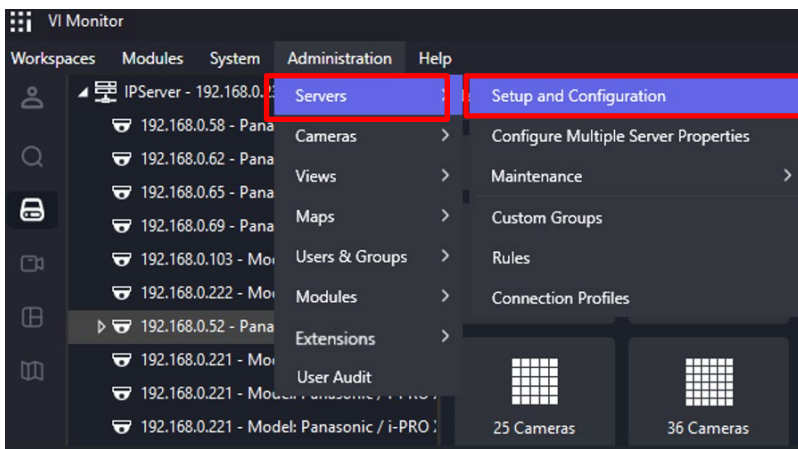 VI Monitor
Workspaces Modules System Administration Help
IPServer - 192.168.0.2
192.168.0.58 - Pana
192.168.0.62 - Pana
192.168.0.65 - Pana
192.168.0.69 - Pana
192.168.0.103 - Mo
192.168.0.222 - Mo
192.168.0.52 - Pana
192.168.0.221 - Mo
192.168.0.221 - Model: Panasonic / i-PRO
192.168.0.221 - Model: Panasonic / i-PRO
Servers
Cameras
Views
Maps
Users & Groups
Modules
Extensions
User Audit
Setup and Configuration
Configure Multiple Server Properties
Maintenance
Custom Groups
Rules
Connection Profiles
25 Cameras
36 Cameras